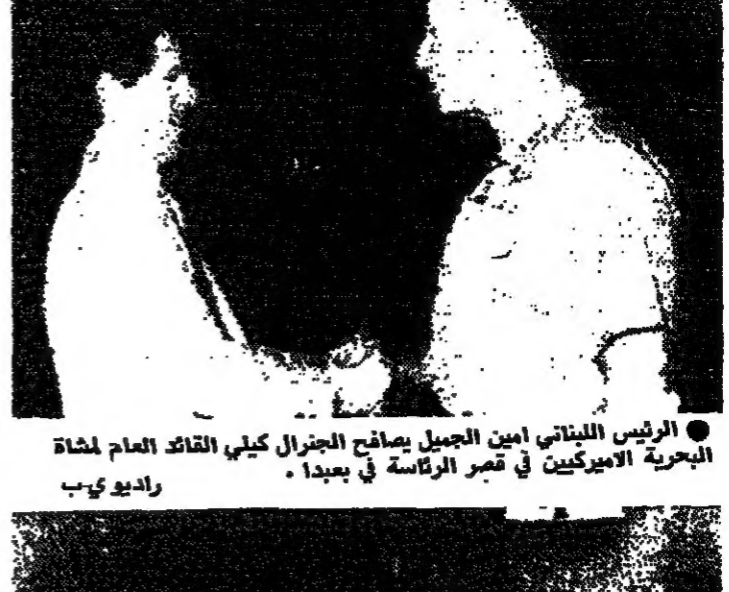 ● الرئيس اللبناني امين الجميل يصافح الجنرال كيلي القائد العام لمشاة
البحرية الاميركيين في قصر الرئاسة في بعبدا .
راديو ي ب